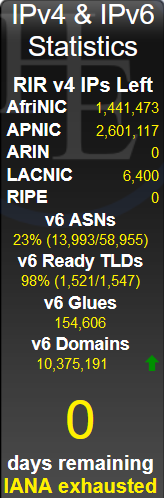 IPv4 & IPv6
Statistics
RIR v4 IPs Left
AfriNIC 1,441,473
APNIC 2,601,117
ARIN 0
LACNIC 6,400
RIPE 0
v6 ASNs
23% (13,993/58,955)
v6 Ready TLDs
98% (1,521/1,547)
v6 Glues
154,606
v6 Domains
10,375,191
0
days remaining
IANA exhausted